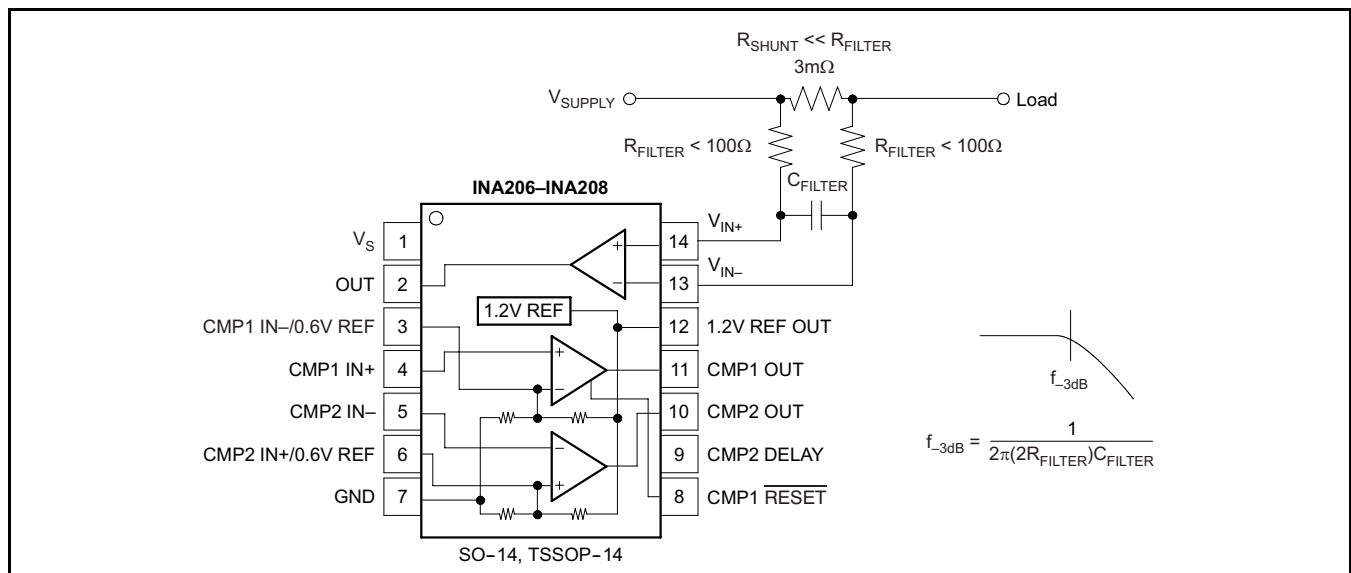 R_SHUNT << R_FILTER
3mΩ
V_SUPPLY
Load
R_FILTER < 100Ω
R_FILTER < 100Ω
C_FILTER
INA206–INA208
V_IN+
V_IN–
V_S 1
OUT 2
CMP1 IN–/0.6V REF 3
CMP1 IN+ 4
CMP2 IN– 5
CMP2 IN+/0.6V REF 6
GND 7
+
–
1.2V REF
+
–
–
+
14
13
12 1.2V REF OUT
11 CMP1 OUT
10 CMP2 OUT
9 CMP2 DELAY
8 CMP1 RESET
SO–14, TSSOP–14
f_–3dB
f_–3dB = 1 / 2π(2R_FILTER)C_FILTER